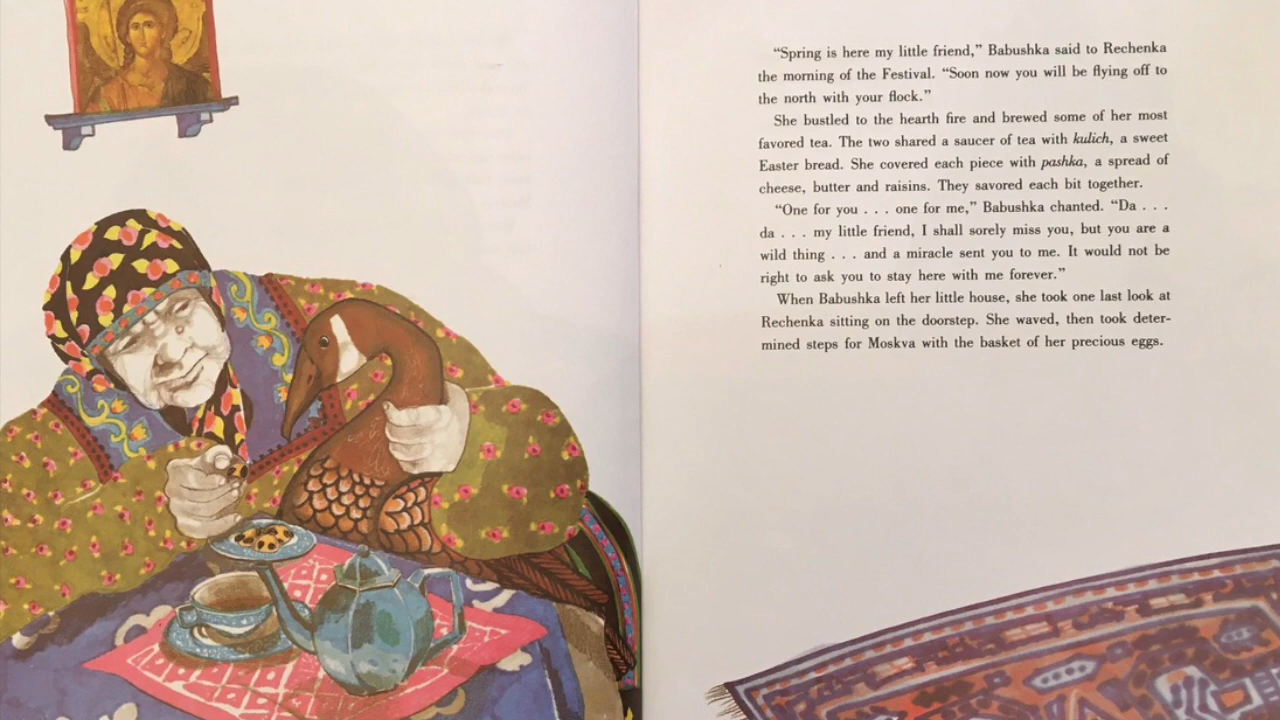 “Spring is here my little friend,” Babushka said to Rechenka
the morning of the Festival. “Soon now you will be flying off to
the north with your flock.”
She bustled to the hearth fire and brewed some of her most
favored tea. The two shared a saucer of tea with kulich, a sweet
Easter bread. She covered each piece with pashka, a spread of
cheese, butter and raisins. They savored each bit together.
“One for you . . . one for me,” Babushka chanted. “Da . . .
da . . . my little friend, I shall sorely miss you, but you are a
wild thing . . . and a miracle sent you to me. It would not be
right to ask you to stay here with me forever.”
When Babushka left her little house, she took one last look at
Rechenka sitting on the doorstep. She waved, then took deter-
mined steps for Moskva with the basket of her precious eggs.